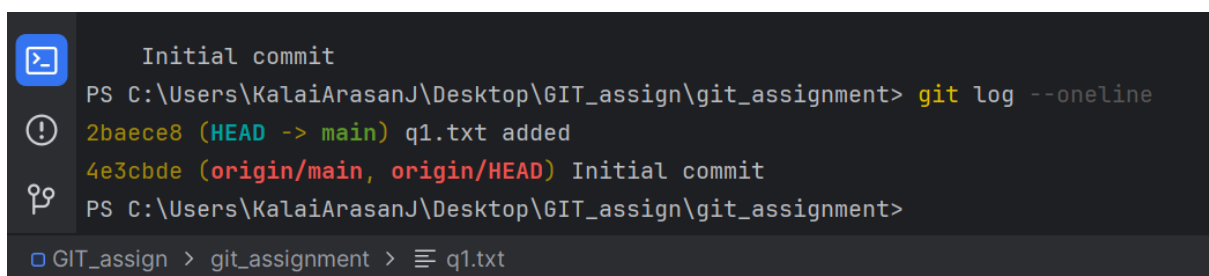 Initial commit
PS C:\Users\KalaiArasanJ\Desktop\GIT_assign\git_assignment> git log --oneline
2baece8 (HEAD -> main) q1.txt added
4e3cbde (origin/main, origin/HEAD) Initial commit
PS C:\Users\KalaiArasanJ\Desktop\GIT_assign\git_assignment>
GIT_assign > git_assignment > q1.txt